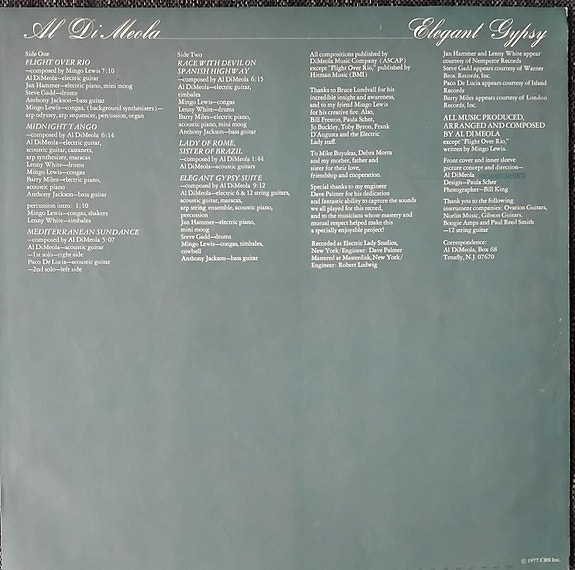 Al Di Meola
Elegant Gypsy
Side One
FLIGHT OVER RIO
—composed by Mingo Lewis 7:10
Al DiMeola—electric guitar
Jan Hammer—electric piano, mini moog
Steve Gadd—drums
Anthony Jackson—bass guitar
Mingo Lewis—congas, (background synthesizers)—
arp odyssey, arp sequences, percussion, organ
MIDNIGHT TANGO
—composed by Al DiMeola 6:14
Al DiMeola—electric guitar,
acoustic guitar, castanets,
arp synthesizer, maracas
Lenny White—drums
Mingo Lewis—congas
Barry Miles—electric piano,
acoustic piano
Anthony Jackson—bass guitar
percussion intro: 1:10
Mingo Lewis—congas, shakers
Lenny White—timbales
MEDITERRANEAN SUNDANCE
—composed by Al DiMeola 5:07
Al DiMeola—acoustic guitar
—1st solo—right side
Paco De Lucia—acoustic guitar
—2nd solo—left side
Side Two
RACE WITH DEVIL ON
SPANISH HIGHWAY
—composed by Al DiMeola 6:15
Al DiMeola—electric guitar,
timbales
Mingo Lewis—congas
Lenny White—drums
Barry Miles—electric piano,
acoustic piano, mini moog
Anthony Jackson—bass guitar
LADY OF ROME,
SISTER OF BRAZIL
—composed by Al DiMeola 1:44
Al DiMeola—acoustic guitars
ELEGANT GYPSY SUITE
—composed by Al DiMeola 9:12
Al DiMeola—electric 6 & 12 string guitars,
acoustic guitar, maracas,
arp string ensemble, acoustic piano,
percussion
Jan Hammer—electric piano,
mini moog
Steve Gadd—drums
Mingo Lewis—congas, timbales,
cowbell
Anthony Jackson—bass guitar
All compositions published by
DiMeola Music Company (ASCAP)
except "Flight Over Rio," published by
Hitman Music (BMI)
Thanks to Bruce Lundvall for his
incredible insight and awareness,
and to my friend Mingo Lewis
for his creative fire. Also,
Bill Freston, Paula Scher,
Jo Buckley, Toby Byron, Frank
D'Augusta and the Electric
Lady staff.
To Mike Buyukas, Debra Morra
and my mother, father and
sister for their love,
friendship and cooperation.
Special thanks to my engineer
Dave Palmer for his dedication
and fantastic ability to capture the sounds
we all played for this record,
and to the musicians whose mastery and
mutual respect helped make this
a specially enjoyable project!
Recorded at Electric Lady Studios,
New York/Engineer: Dave Palmer
Mastered at Masterdisk, New York/
Engineer: Robert Ludwig
Jan Hammer and Lenny White appear
courtesy of Nemperor Records
Steve Gadd appears courtesy of Warner
Bros. Records, Inc.
Paco De Lucia appears courtesy of Island
Records
Barry Miles appears courtesy of London
Records, Inc.
ALL MUSIC PRODUCED,
ARRANGED AND COMPOSED
BY AL DI MEOLA
except "Flight Over Rio,"
written by Mingo Lewis.
Front cover and inner sleeve
picture concept and direction—
Al DiMeola
Design—Paula Scher
Photographer—Bill King
Thank you to the following
instrument companies: Ovation Guitars,
Norlin Music, Gibson Guitars,
Boogie Amps and Paul Reed Smith
—12 string guitar
Correspondence:
Al DiMeola, Box 68
Tenafly, N.J. 07670
© 1977 CBS Inc.